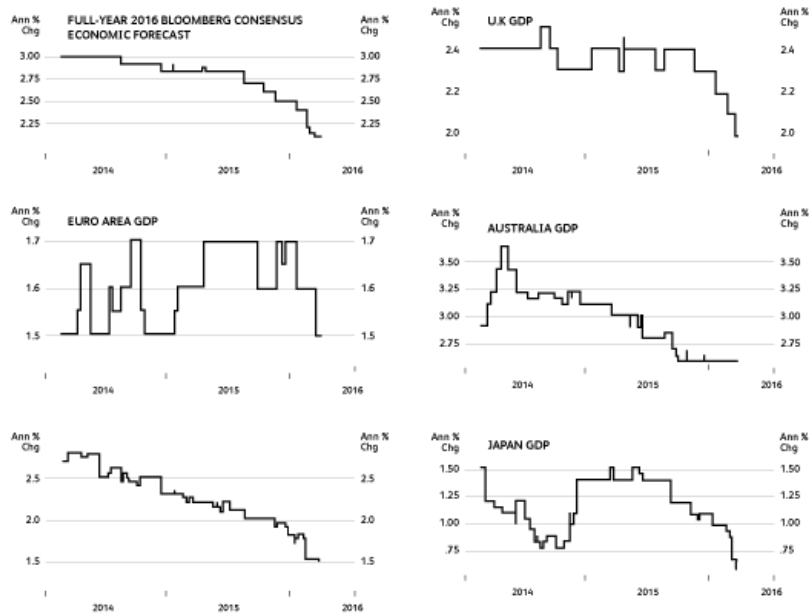 Ann %
Chg
FULL-YEAR 2016 BLOOMBERG CONSENSUS
ECONOMIC FORECAST
Ann %
Chg
3.00 3.00
2.75 2.75
2.50 2.50
2.25 2.25
2014 2015 2016
Ann %
Chg
U.K GDP
Ann %
Chg
2.4 2.4
2.2 2.2
2.0 2.0
2014 2015 2016
Ann %
Chg
EURO AREA GDP
Ann %
Chg
1.7 1.7
1.6 1.6
1.5 1.5
2014 2015 2016
Ann %
Chg
AUSTRALIA GDP
Ann %
Chg
3.50 3.50
3.25 3.25
3.00 3.00
2.75 2.75
2014 2015 2016
Ann %
Chg
Ann %
Chg
2.5 2.5
2.0 2.0
1.5 1.5
2014 2015 2016
Ann %
Chg
JAPAN GDP
Ann %
Chg
1.50 1.50
1.25 1.25
1.00 1.00
.75 .75
2014 2015 2016